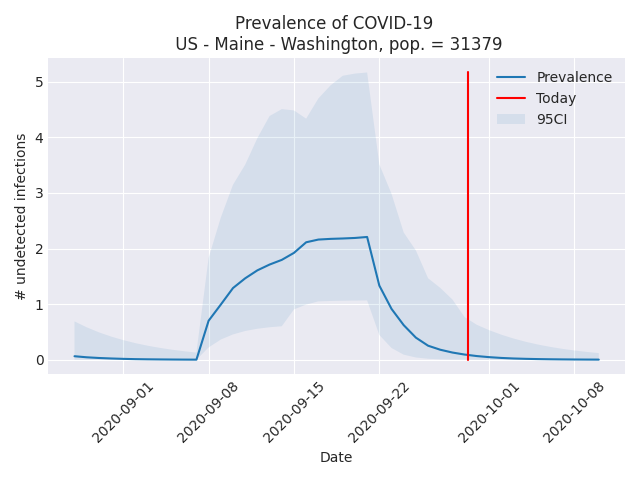 Prevalence of COVID-19
US - Maine - Washington, pop. = 31379
# undetected infections
5
4
3
2
1
0
Prevalence
Today
95CI
2020-09-01
2020-09-08
2020-09-15
2020-09-22
2020-10-01
2020-10-08
Date